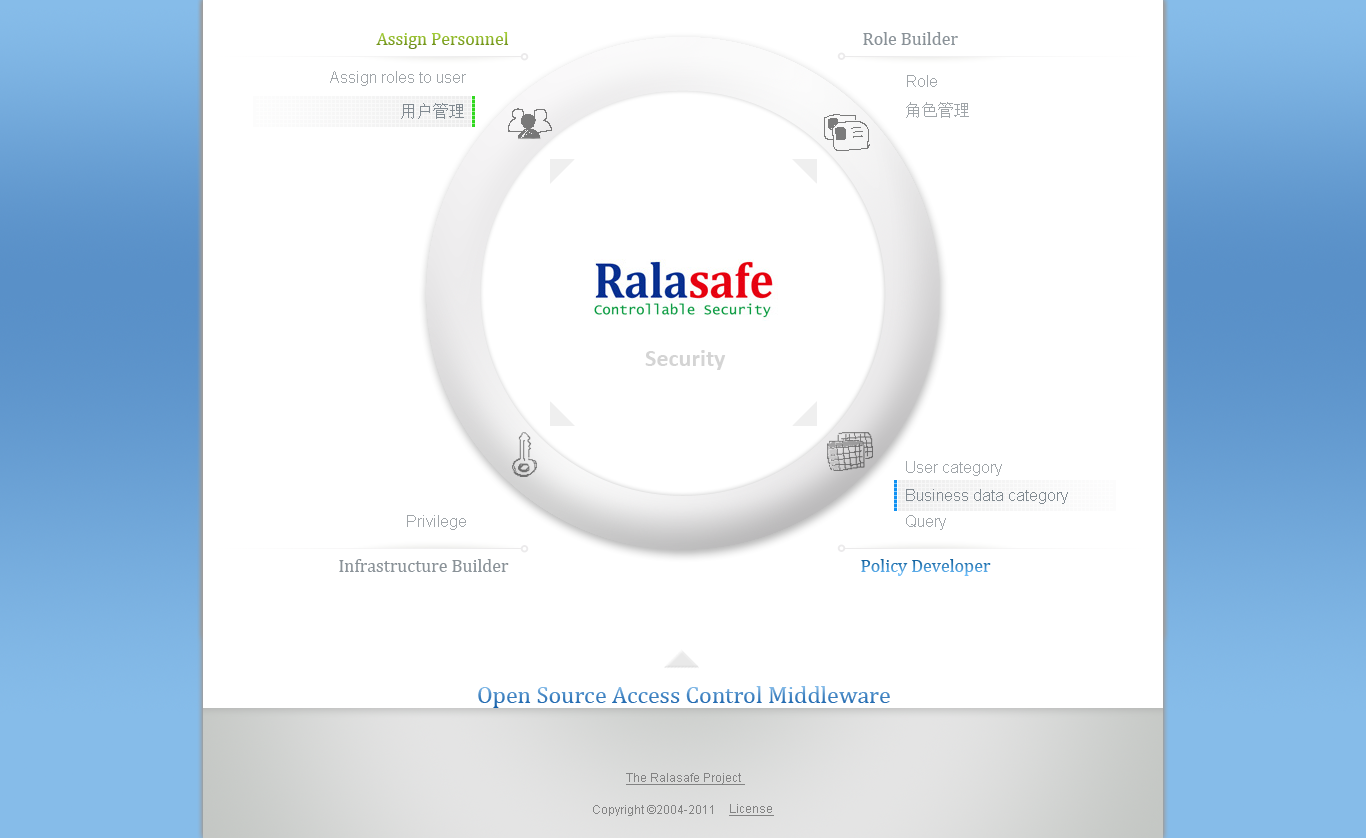 Assign Personnel
Assign roles to user
用户管理
Role Builder
Role
角色管理
Ralasafe
Controllable Security
Security
Privilege
Infrastructure Builder
User category
Business data category
Query
Policy Developer
Open Source Access Control Middleware
The Ralasafe Project
Copyright ©2004-2011 License